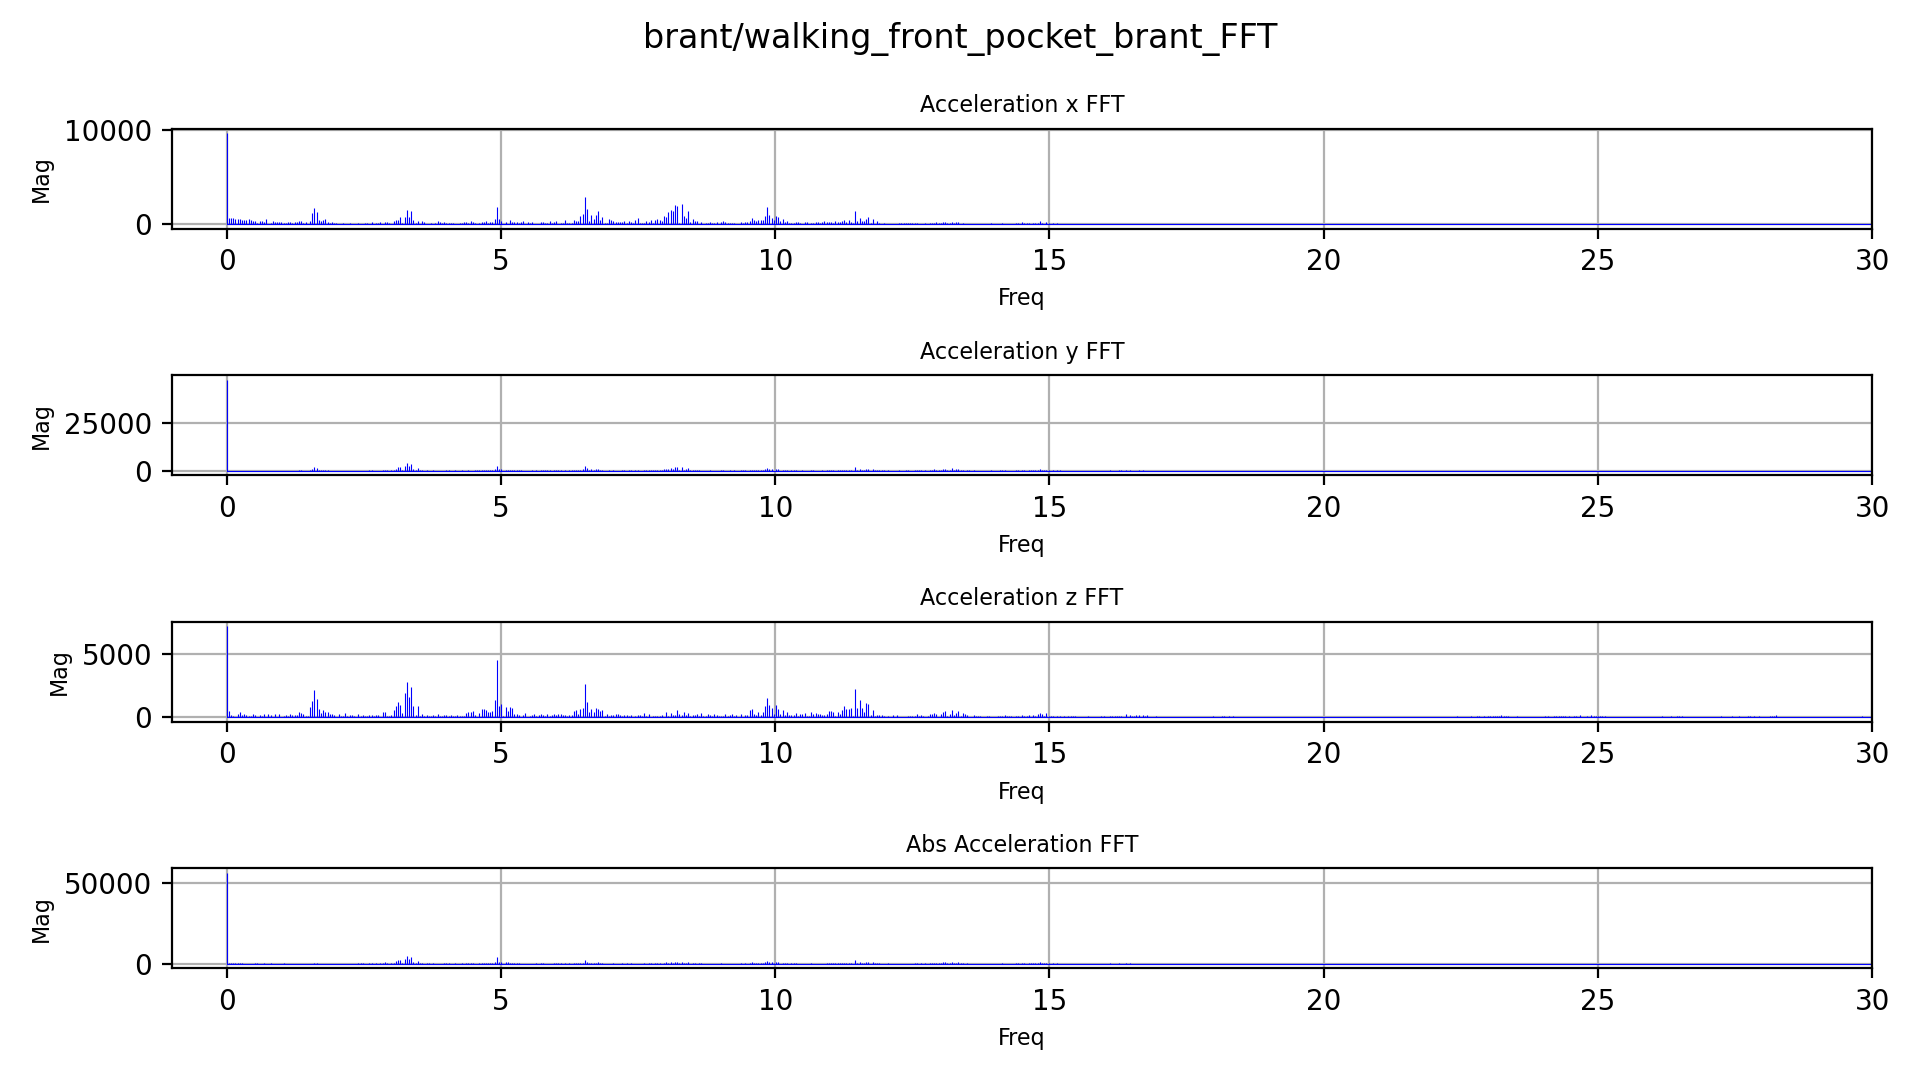 brant/walking_front_pocket_brant_FFT
Acceleration x FFT
10000
0
Mag
0 5 10 15 20 25 30
Freq
Acceleration y FFT
25000
0
Mag
0 5 10 15 20 25 30
Freq
Acceleration z FFT
5000
0
Mag
0 5 10 15 20 25 30
Freq
Abs Acceleration FFT
50000
0
Mag
0 5 10 15 20 25 30
Freq